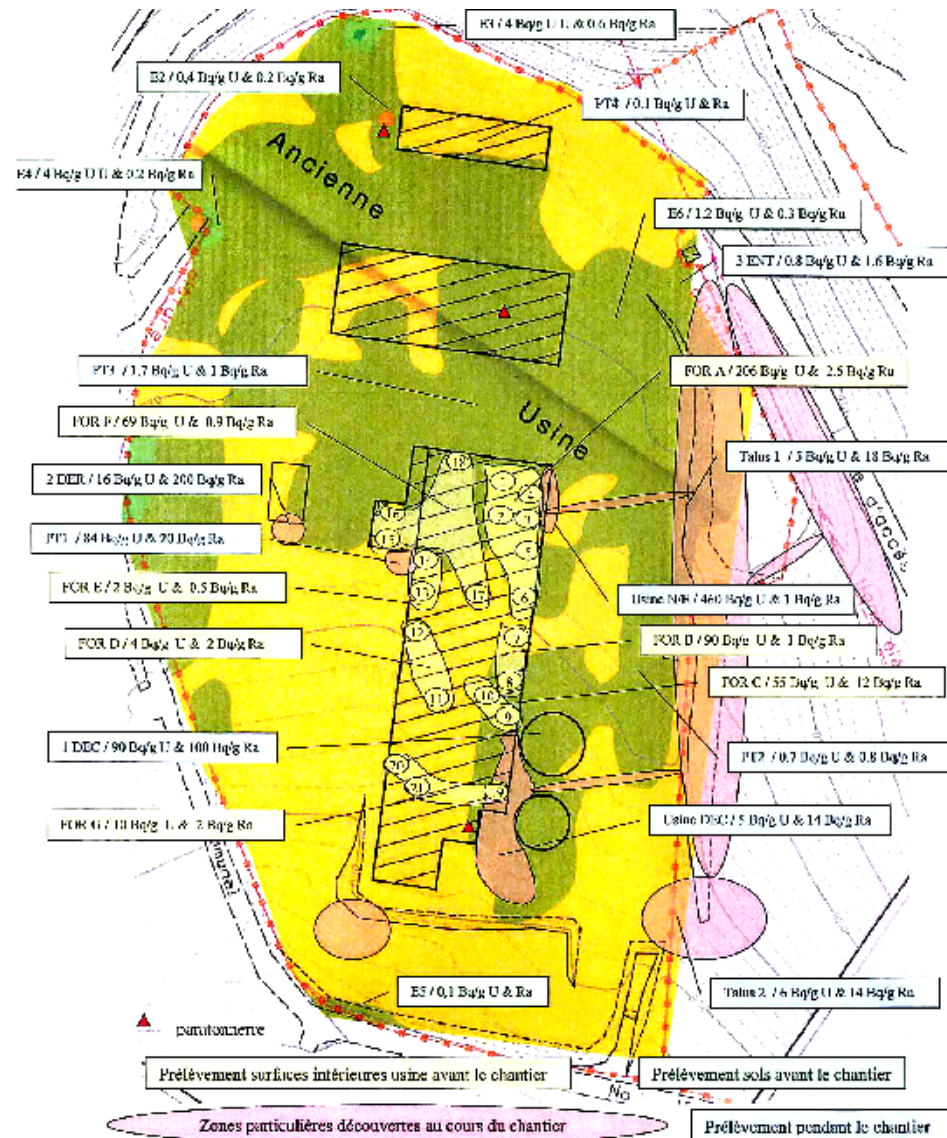 E3 / 4 Bq/g U & 0.6 Bq/g Ra
E2 / 0,4 Bq/g U & 0.2 Bq/g Ra
PT4 / 0.1 Bq/g U & Ra
Ancienne
E4 / 4 Bq/g U & 0.2 Bq/g Ra
E6 / 1.2 Bq/g U & 0.3 Bq/g Ra
3 ENT / 0.8 Bq/g U & 1.6 Bq/g Ra
PT3 / 1,7 Bq/g U & 1 Bq/g Ra
FOR A / 206 Bq/g U & 2.5 Bq/g Ra
Usine
FOR F / 69 Bq/g U & 0.9 Bq/g Ra
Talus 1 / 5 Bq/g U & 18 Bq/g Ra
2 DER / 16 Bq/g U & 200 Bq/g Ra
d'accès
PT1 / 84 Bq/g U & 20 Bq/g Ra
FOR E / 2 Bq/g U & 0.5 Bq/g Ra
Usine N/E / 460 Bq/g U & 1 Bq/g Ra
FOR D / 4 Bq/g U & 2 Bq/g Ra
FOR B / 90 Bq/g U & 1 Bq/g Ra
FOR C / 55 Bq/g U & 12 Bq/g Ra
1 DEC / 90 Bq/g U & 100 Bq/g Ra
PT2 / 0.7 Bq/g U & 0.8 Bq/g Ra
FOR G / 10 Bq/g U & 2 Bq/g Ra
Usine DEC / 5 Bq/g U & 14 Bq/g Ra
E5 / 0,1 Bq/g U & Ra
Talus 2 / 6 Bq/g U & 14 Bq/g Ra
paratonnerre
Prélèvement surfaces intérieures usine avant le chantier
Prélèvement sols avant le chantier
Zones particulières découvertes au cours du chantier
Prélèvement pendant le chantier